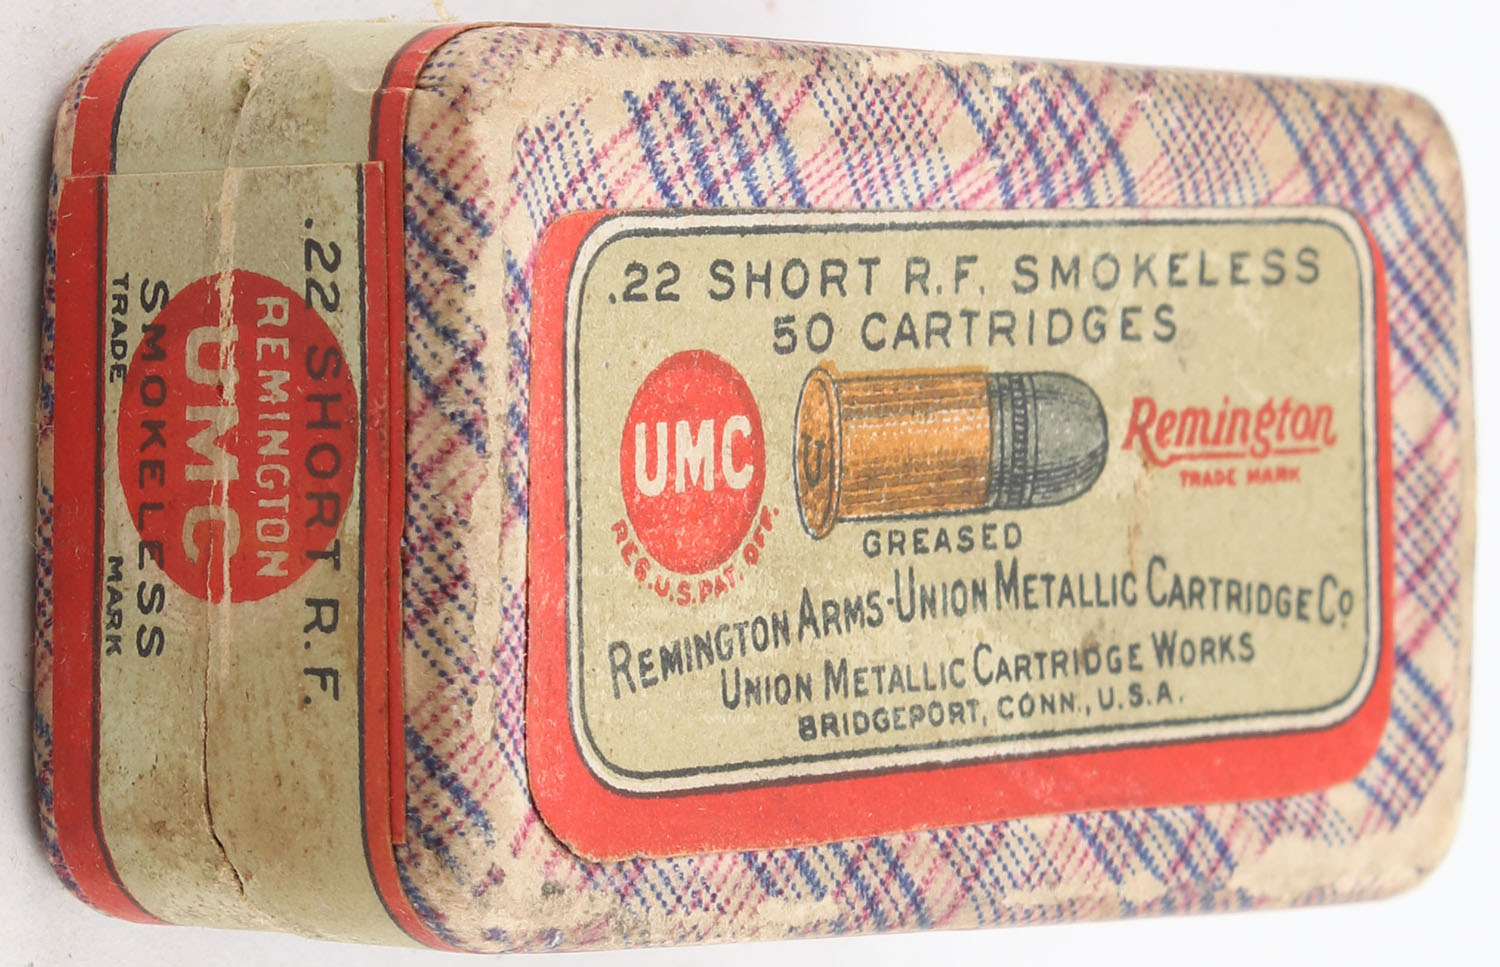 .22 SHORT R.F. SMOKELESS
50 CARTRIDGES
UMC
REG. U.S. PAT. OFF.
U
Remington
TRADE MARK
GREASED
REMINGTON ARMS-UNION METALLIC CARTRIDGE CO.
UNION METALLIC CARTRIDGE WORKS
BRIDGEPORT, CONN., U.S.A.
.22 SHORT R.F.
REMINGTON
UMC
SMOKELESS
TRADE MARK